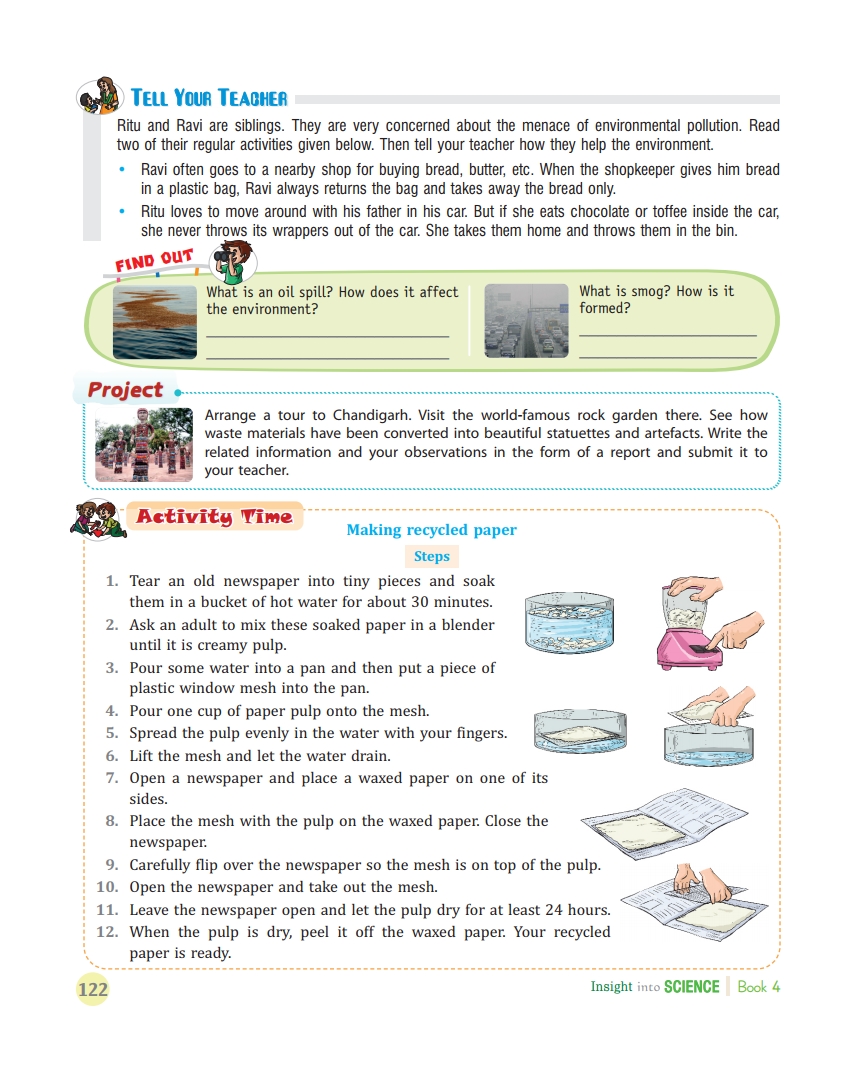 TELL YOUR TEACHER
Ritu and Ravi are siblings. They are very concerned about the menace of environmental pollution. Read
two of their regular activities given below. Then tell your teacher how they help the environment.
• Ravi often goes to a nearby shop for buying bread, butter, etc. When the shopkeeper gives him bread
in a plastic bag, Ravi always returns the bag and takes away the bread only.
• Ritu loves to move around with his father in his car. But if she eats chocolate or toffee inside the car,
she never throws its wrappers out of the car. She takes them home and throws them in the bin.
FIND OUT
What is an oil spill? How does it affect
the environment?
What is smog? How is it
formed?
Project
Arrange a tour to Chandigarh. Visit the world-famous rock garden there. See how
waste materials have been converted into beautiful statuettes and artefacts. Write the
related information and your observations in the form of a report and submit it to
your teacher.
Activity Time
Making recycled paper
Steps
1. Tear an old newspaper into tiny pieces and soak
them in a bucket of hot water for about 30 minutes.
2. Ask an adult to mix these soaked paper in a blender
until it is creamy pulp.
3. Pour some water into a pan and then put a piece of
plastic window mesh into the pan.
4. Pour one cup of paper pulp onto the mesh.
5. Spread the pulp evenly in the water with your fingers.
6. Lift the mesh and let the water drain.
7. Open a newspaper and place a waxed paper on one of its
sides.
8. Place the mesh with the pulp on the waxed paper. Close the
newspaper.
9. Carefully flip over the newspaper so the mesh is on top of the pulp.
10. Open the newspaper and take out the mesh.
11. Leave the newspaper open and let the pulp dry for at least 24 hours.
12. When the pulp is dry, peel it off the waxed paper. Your recycled
paper is ready.
122
Insight into SCIENCE Book 4